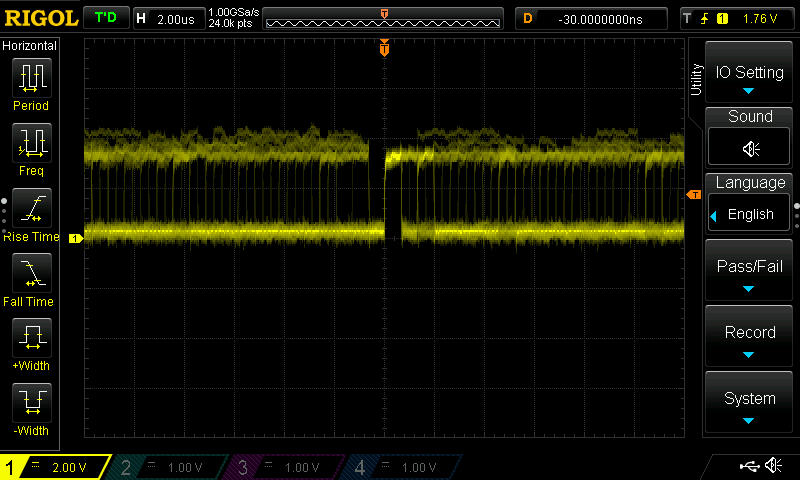 RIGOL T'D H 2.00us 1.00GSa/s
24.0k pts
T D -30.0000000ns T 1 1.76 V
Horizontal
Period
Freq
Rise Time
Fall Time
+Width
-Width
T
T
1
Utility
IO Setting
Sound
Language
English
Pass/Fail
Record
System
1 2.00 V 2 1.00 V 3 1.00 V 4 1.00 V